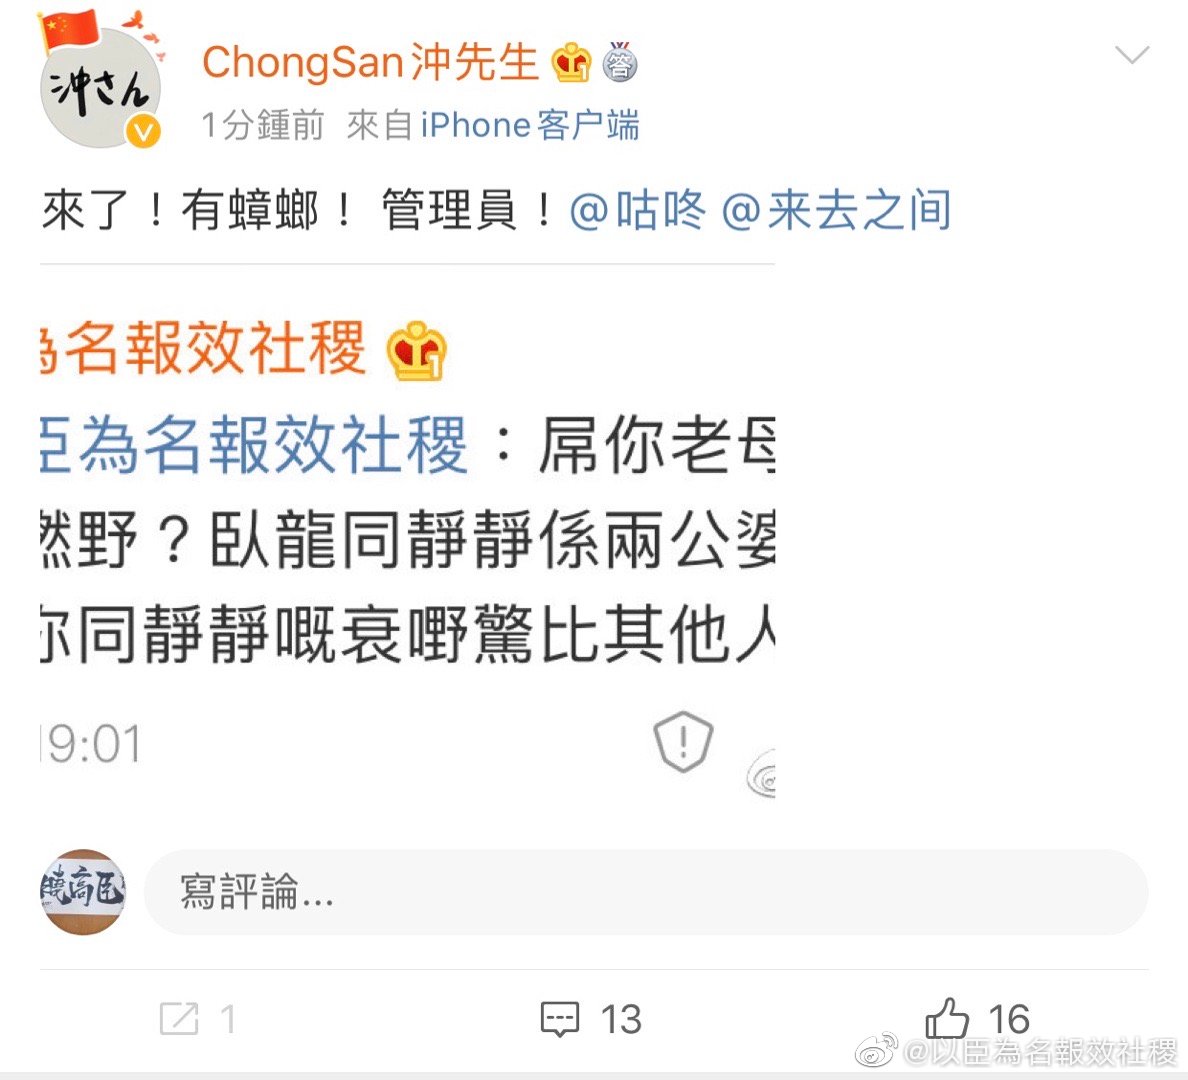 ChongSan沖先生
1分鍾前 來自iPhone客户端
來了！有蟑螂！ 管理員！@咕咚 @来去之间
為名報效社稷
臣為名報效社稷：屌你老母
燃野？臥龍同靜靜係兩公婆
你同靜靜嘅衰嘢驚比其他人
19:01
寫評論...
1
13
16
@以臣為名報效社稷